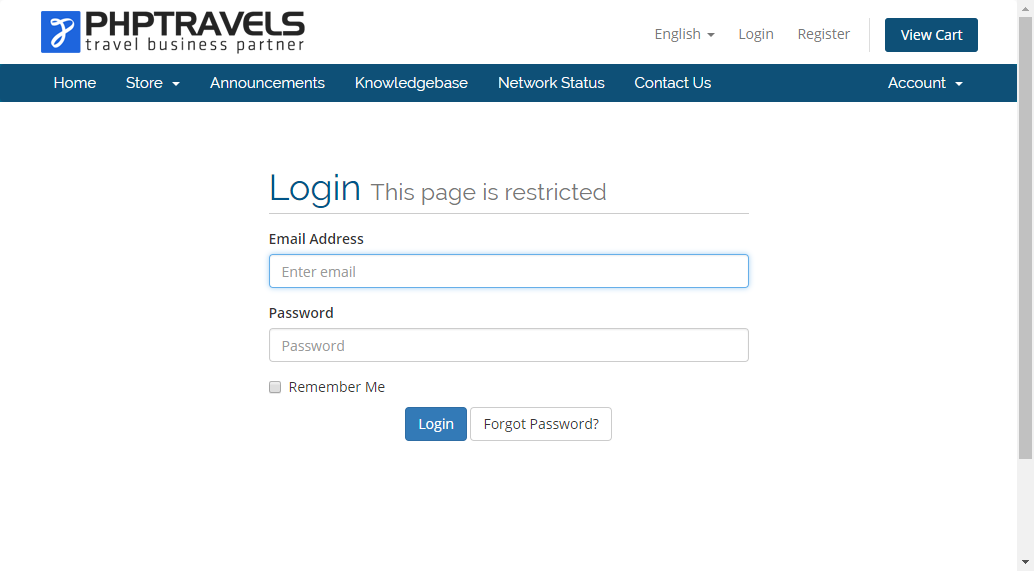 PHPTRAVELS
travel business partner
English Login Register View Cart
Home Store Announcements Knowledgebase Network Status Contact Us Account
Login This page is restricted
Email Address
Enter email
Password
Password
Remember Me
Login Forgot Password?